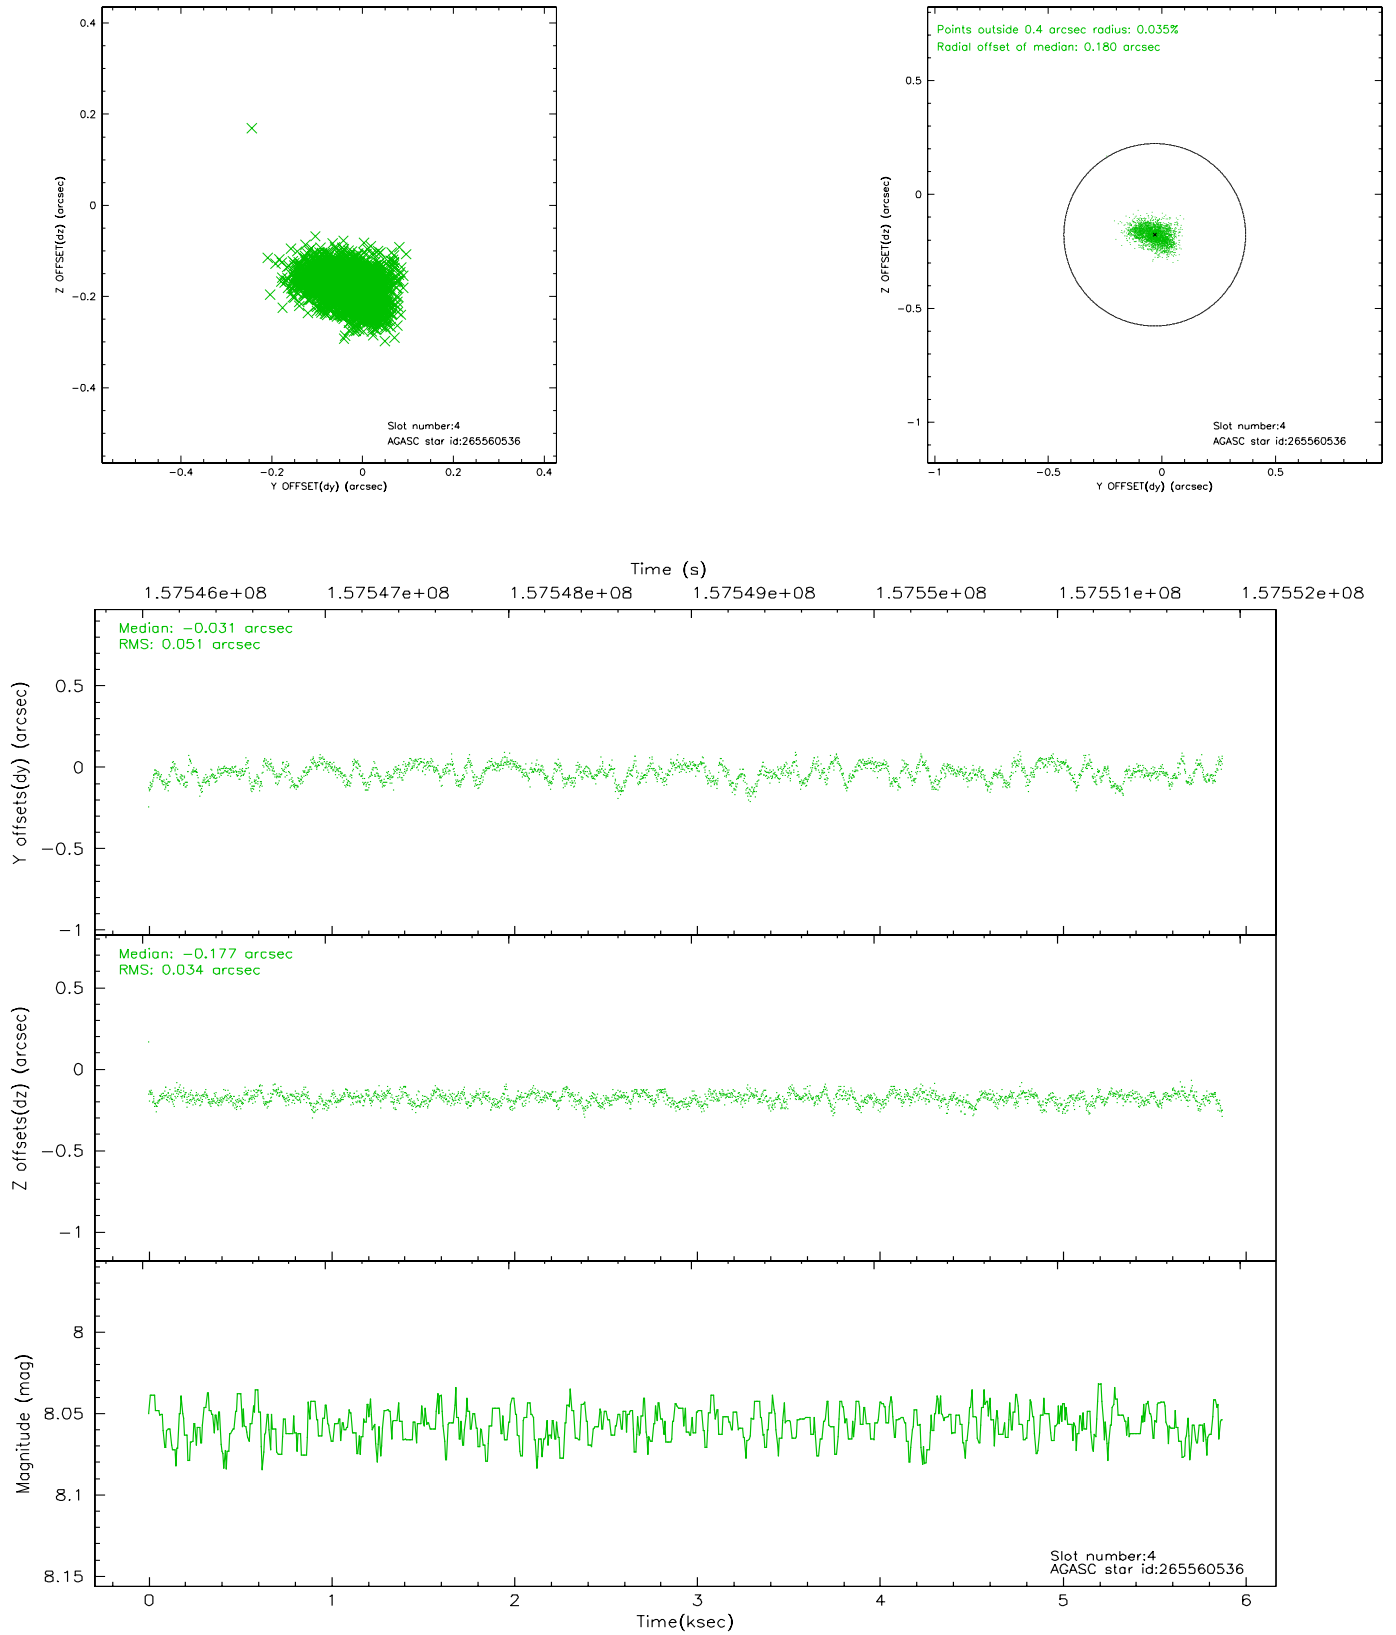 0.4
0.2
0
−0.2
−0.4
Z OFFSET(dz) (arcsec)
Slot number:4
AGASC star id:265560536
−0.4 −0.2 0 0.2 0.4
Y OFFSET(dy) (arcsec)
Points outside 0.4 arcsec radius: 0.035%
Radial offset of median: 0.180 arcsec
0.5
0
−0.5
−1
Z OFFSET(dz) (arcsec)
Slot number:4
AGASC star id:265560536
−1 −0.5 0 0.5
Y OFFSET(dy) (arcsec)
Time (s)
1.57546e+08 1.57547e+08 1.57548e+08 1.57549e+08 1.5755e+08 1.57551e+08 1.57552e+08
Median: −0.031 arcsec
RMS: 0.051 arcsec
0.5
0
−0.5
−1
Y offsets(dy) (arcsec)
Median: −0.177 arcsec
RMS: 0.034 arcsec
0.5
0
−0.5
−1
Z offsets(dz) (arcsec)
8
8.05
8.1
8.15
Magnitude (mag)
Slot number:4
AGASC star id:265560536
0 1 2 3 4 5 6
Time(ksec)